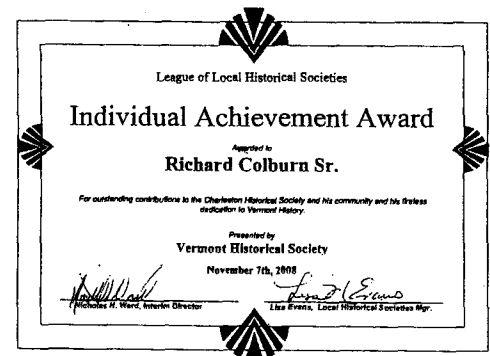 League of Local Historical Societies
Individual Achievement Award
Awarded to
Richard Colburn Sr.
For outstanding contributions to the Charleston Historical Society and his community and his tireless
dedication to Vermont History.
Presented by
Vermont Historical Society
November 7th, 2008
Nicholas H. Ward, Interim Director
Lisa Evans, Local Historical Societies Mgr.